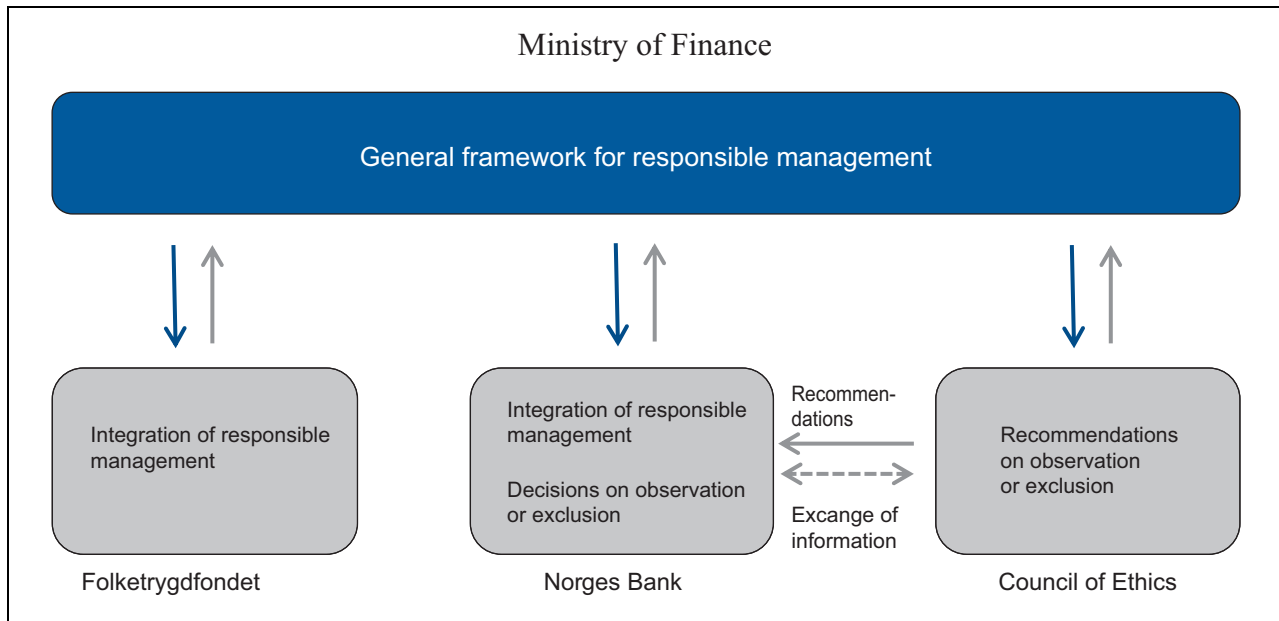 Ministry of Finance
General framework for responsible management
Integration of responsible
management
Integration of responsible
management
Decisions on observation
or exclusion
Recommen-
dations
Excange of
information
Recommendations
on observation
or exclusion
Folketrygdfondet
Norges Bank
Council of Ethics